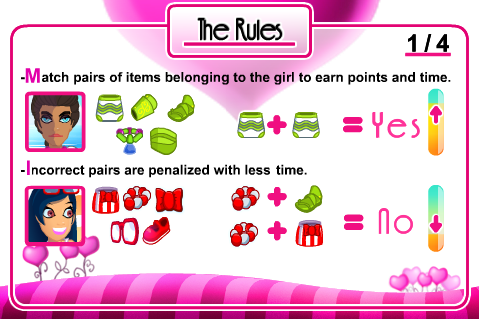 The Rules
1/4
-Match pairs of items belonging to the girl to earn points and time.
+ = Yes
-Incorrect pairs are penalized with less time.
+
+ = No